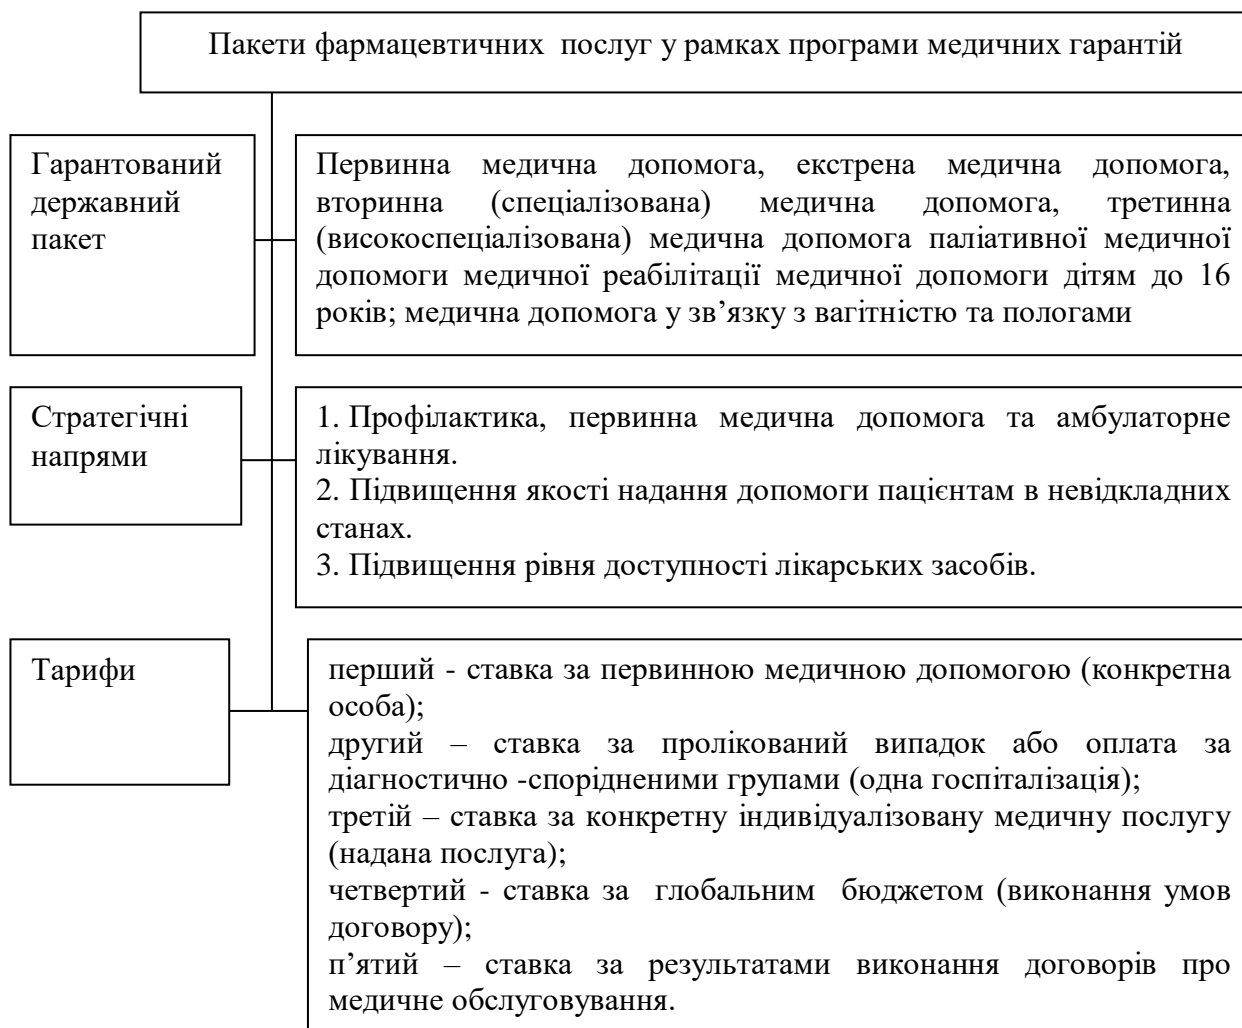 Пакети фармацевтичних послуг у рамках програми медичних гарантій
Гарантований
державний
пакет
Первинна медична допомога, екстрена медична допомога,
вторинна (спеціалізована) медична допомога, третинна
(високоспеціалізована) медична допомога паліативної медичної
допомоги медичної реабілітації медичної допомоги дітям до 16
років; медична допомога у зв’язку з вагітністю та пологами
Стратегічні
напрями
1. Профілактика, первинна медична допомога та амбулаторне
лікування.
2. Підвищення якості надання допомоги пацієнтам в невідкладних
станах.
3. Підвищення рівня доступності лікарських засобів.
Тарифи
перший - ставка за первинною медичною допомогою (конкретна
особа);
другий – ставка за пролікований випадок або оплата за
діагностично -спорідненими групами (одна госпіталізація);
третій – ставка за конкретну індивідуалізовану медичну послугу
(надана послуга);
четвертий - ставка за глобальним бюджетом (виконання умов
договору);
п’ятий – ставка за результатами виконання договорів про
медичне обслуговування.